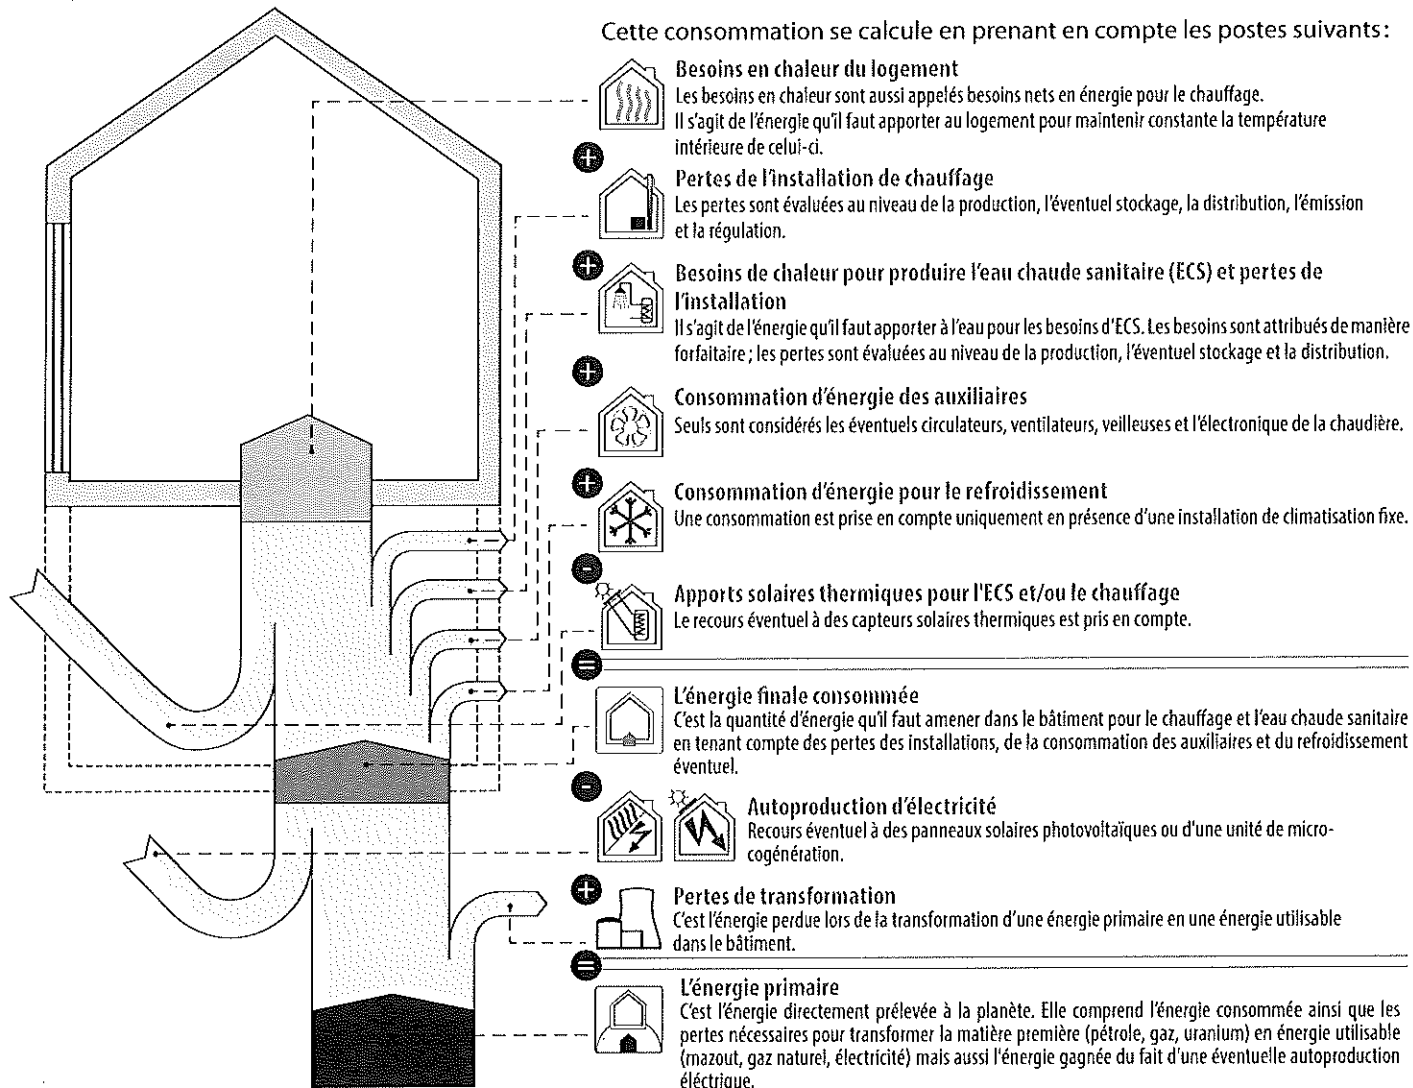 Cette consommation se calcule en prenant en compte les postes suivants:
Besoins en chaleur du logement
Les besoins en chaleur sont aussi appelés besoins nets en énergie pour le chauffage.
Il s'agit de l'énergie qu'il faut apporter au logement pour maintenir constante la température
intérieure de celui-ci.
+
Pertes de l'installation de chauffage
Les pertes sont évaluées au niveau de la production, l'éventuel stockage, la distribution, l'émission
et la régulation.
+
Besoins de chaleur pour produire l'eau chaude sanitaire (ECS) et pertes de
l'installation
Il s'agit de l'énergie qu'il faut apporter à l'eau pour les besoins d'ECS. Les besoins sont attribués de manière
forfaitaire ; les pertes sont évaluées au niveau de la production, l'éventuel stockage et la distribution.
+
Consommation d'énergie des auxiliaires
Seuls sont considérés les éventuels circulateurs, ventilateurs, veilleuses et l'électronique de la chaudière.
+
Consommation d'énergie pour le refroidissement
Une consommation est prise en compte uniquement en présence d'une installation de climatisation fixe.
-
Apports solaires thermiques pour l'ECS et/ou le chauffage
Le recours éventuel à des capteurs solaires thermiques est pris en compte.
=
L'énergie finale consommée
C'est la quantité d'énergie qu'il faut amener dans le bâtiment pour le chauffage et l'eau chaude sanitaire
en tenant compte des pertes des installations, de la consommation des auxiliaires et du refroidissement
éventuel.
-
Autoproduction d'électricité
Recours éventuel à des panneaux solaires photovoltaïques ou d'une unité de micro-
cogénération.
+
Pertes de transformation
C'est l'énergie perdue lors de la transformation d'une énergie primaire en une énergie utilisable
dans le bâtiment.
=
L'énergie primaire
C'est l'énergie directement prélevée à la planète. Elle comprend l'énergie consommée ainsi que les
pertes nécessaires pour transformer la matière première (pétrole, gaz, uranium) en énergie utilisable
(mazout, gaz naturel, électricité) mais aussi l'énergie gagnée du fait d'une éventuelle autoproduction
éléctrique.